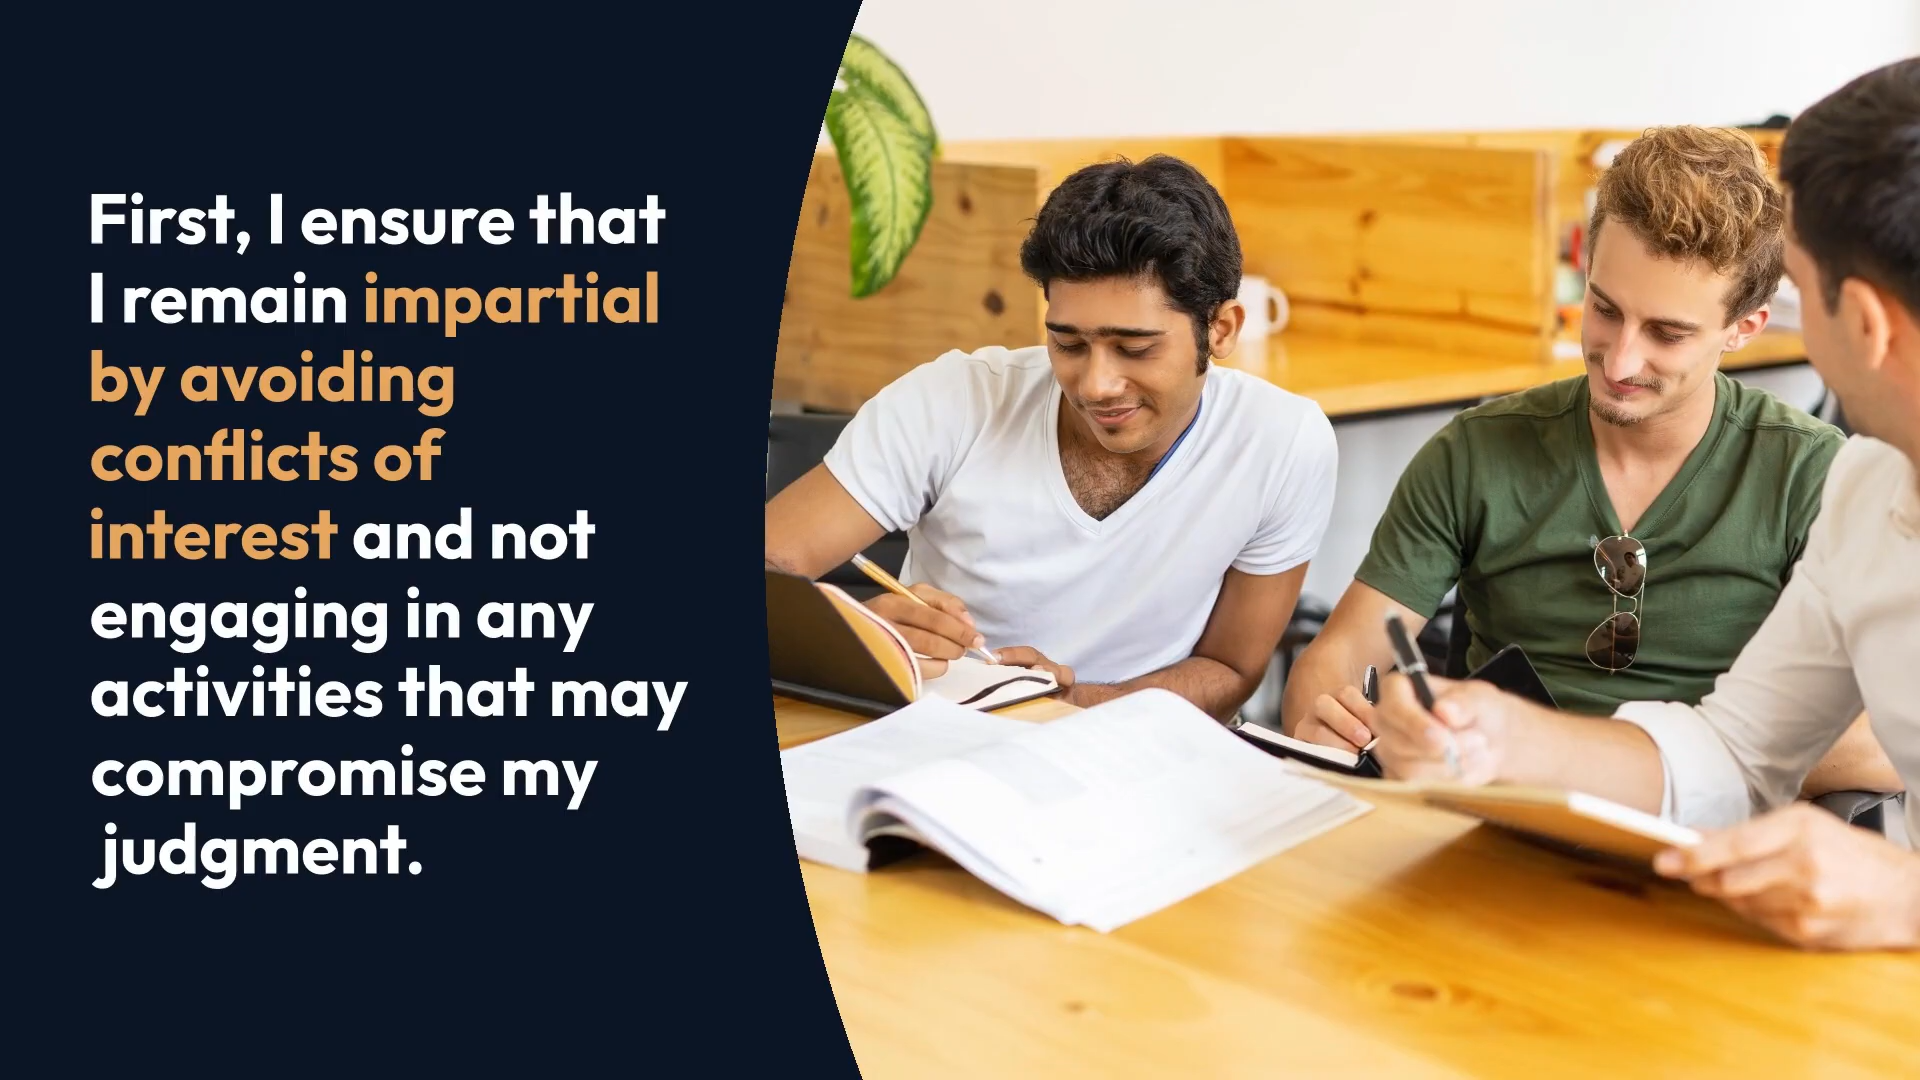 First, I ensure that
I remain impartial
by avoiding
conflicts of
interest and not
engaging in any
activities that may
compromise my
judgment.